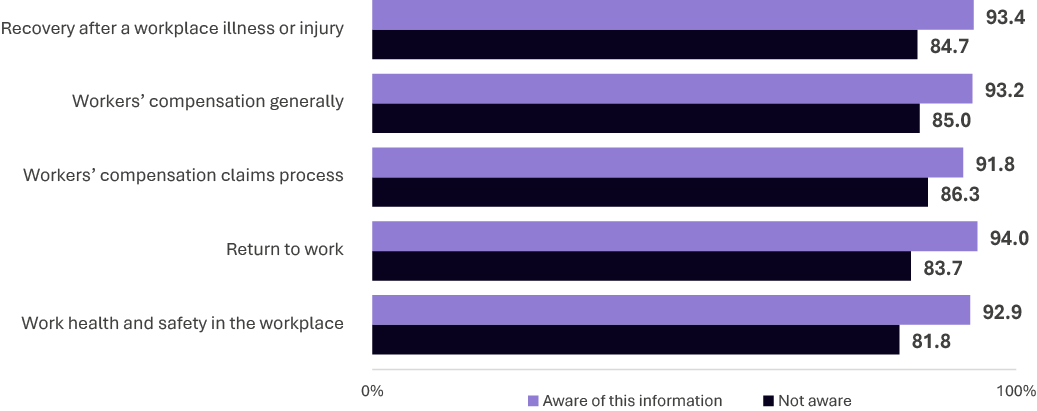 Recovery after a workplace illness or injury
93.4
84.7
Workers’ compensation generally
93.2
85.0
Workers’ compensation claims process
91.8
86.3
Return to work
94.0
83.7
Work health and safety in the workplace
92.9
81.8
0%
100%
Aware of this information
Not aware